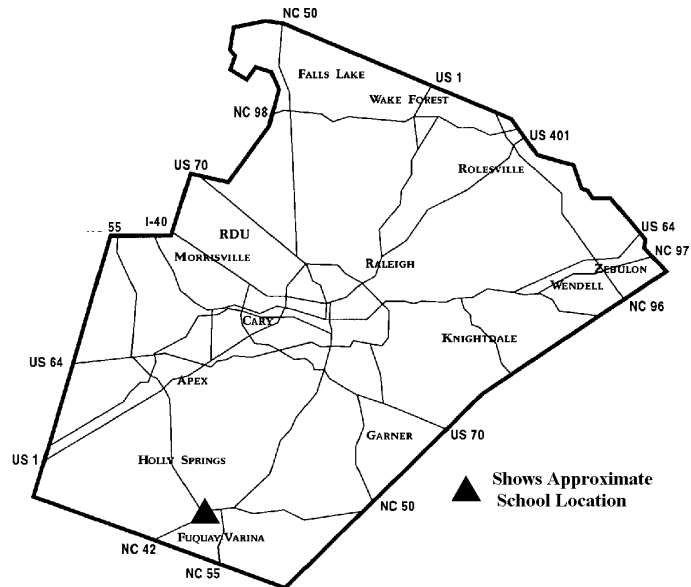 NC 50
FALLS LAKE
US 1
WAKE FOREST
NC 98
US 401
ROLESVILLE
US 70
55
I-40
RDU
MORRISVILLE
RALEIGH
US 64
NC 97
ZEBULON
WENDELL
NC 96
CARY
KNIGHTDALE
US 64
APEX
GARNER
US 70
US 1
HOLLY SPRINGS
Shows Approximate
School Location
NC 50
FUQUAY VARINA
NC 42
NC 55